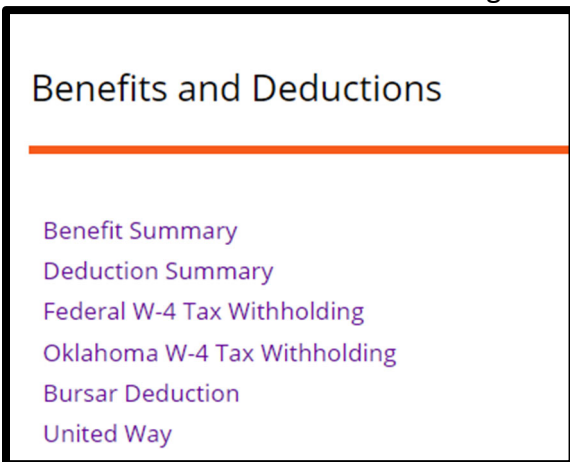 Benefits and Deductions
Benefit Summary
Deduction Summary
Federal W-4 Tax Withholding
Oklahoma W-4 Tax Withholding
Bursar Deduction
United Way